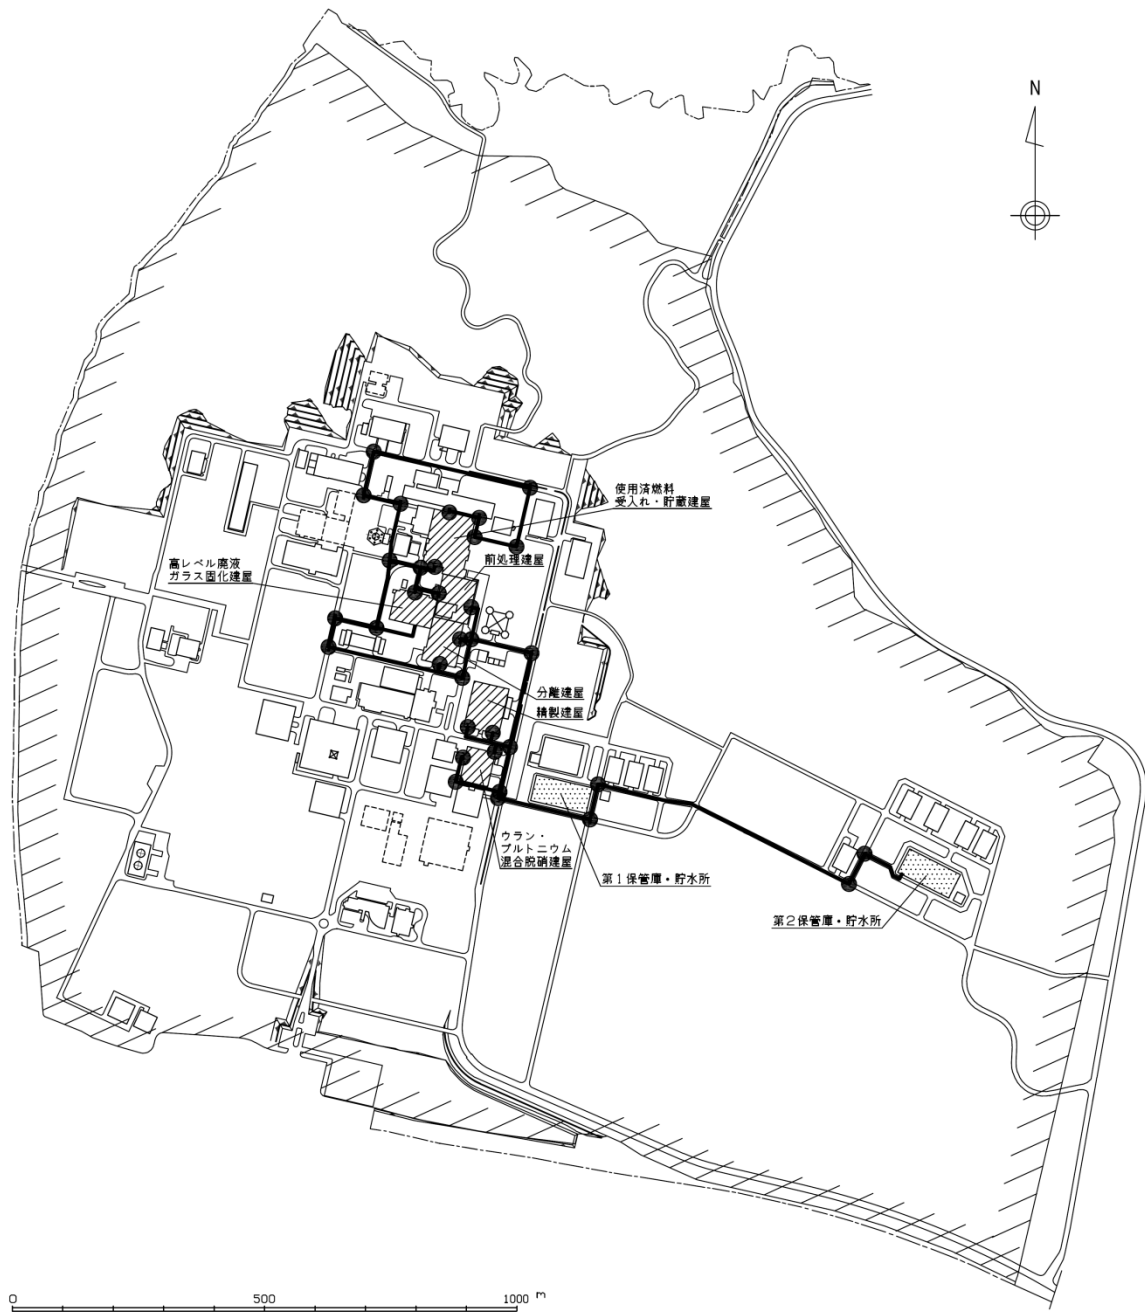 N
使用済燃料
受入れ・貯蔵建屋
前処理建屋
高レベル廃液
ガラス固化建屋
分離建屋
精製建屋
ウラン・
プルトニウム
混合脱硝建屋
第1保管庫・貯水所
第2保管庫・貯水所
0 500 1000 m